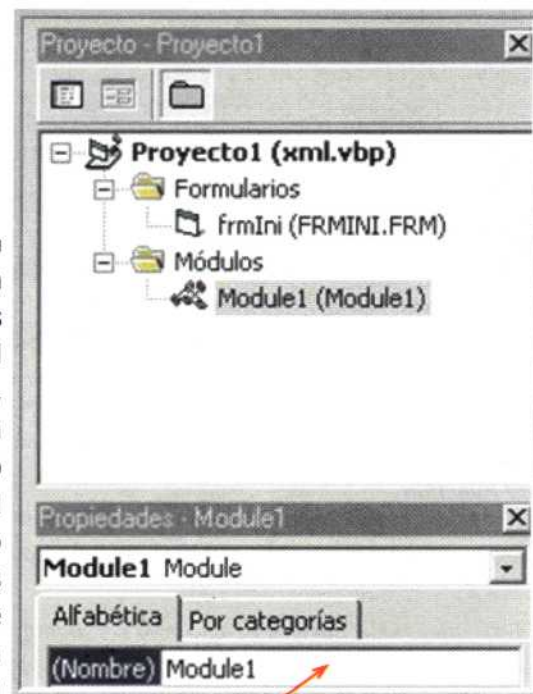 Proyecto - Proyecto1
Proyecto1 (xml.vbp)
Formularios
frmIni (FRMINI.FRM)
Módulos
Module1 (Module1)
Propiedades - Module1
Module1 Module
Alfabética Por categorías
(Nombre) Module1